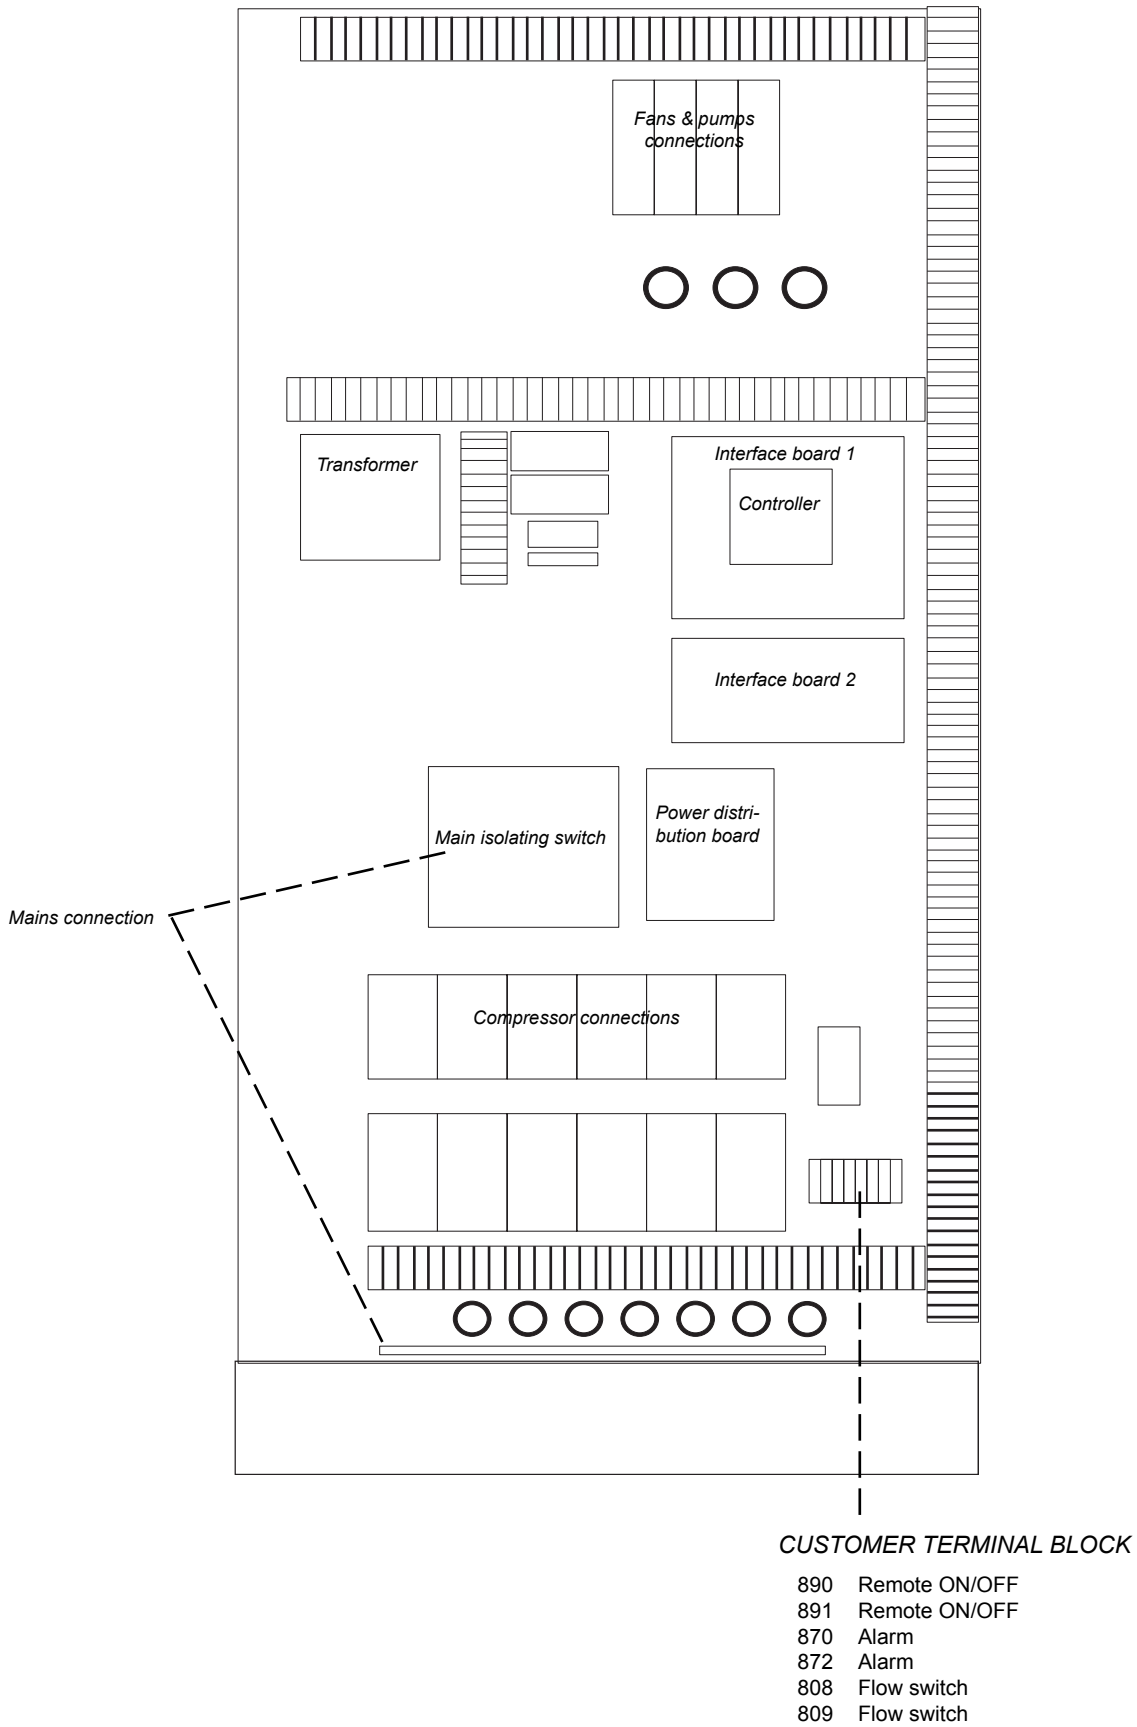 Fans & pumps
connections
Transformer
Interface board 1
Controller
Interface board 2
Main isolating switch
Power distri-
bution board
Mains connection
Compressor connections
CUSTOMER TERMINAL BLOCK
890 Remote ON/OFF
891 Remote ON/OFF
870 Alarm
872 Alarm
808 Flow switch
809 Flow switch